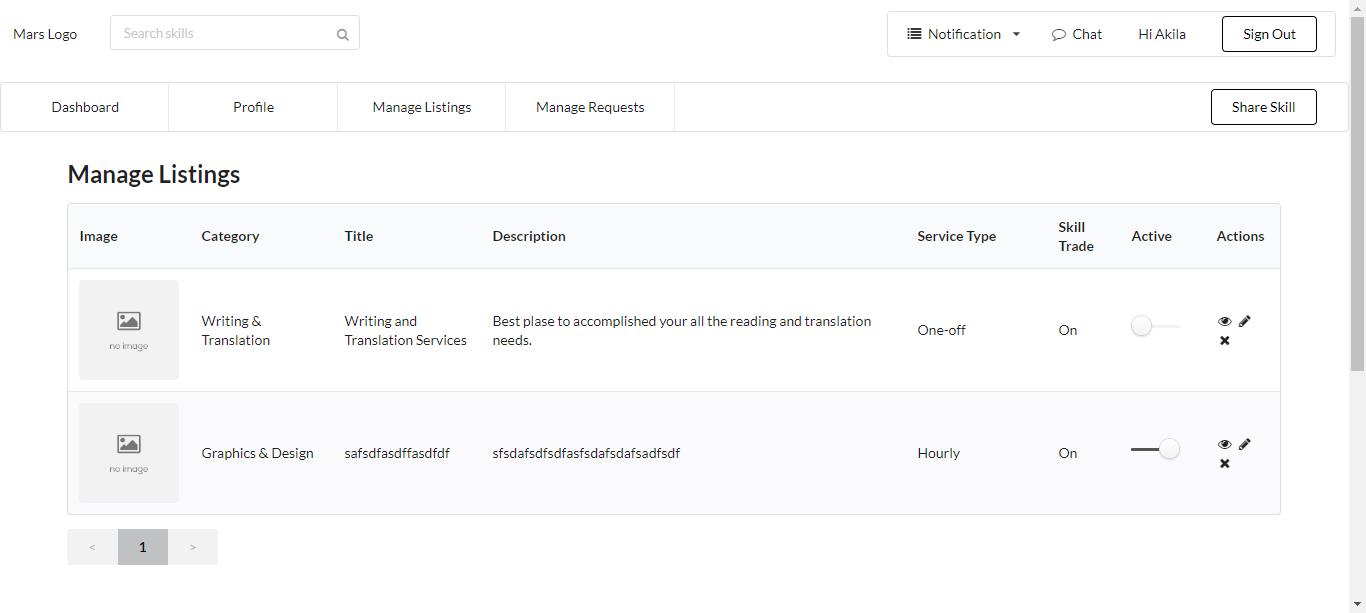 Mars Logo
Search skills
Notification
Chat
Hi Akila
Sign Out
Dashboard
Profile
Manage Listings
Manage Requests
Share Skill
Manage Listings
Image
Category
Title
Description
Service Type
Skill
Trade
Active
Actions
no image
Writing &
Translation
Writing and
Translation Services
Best plase to accomplished your all the reading and translation
needs.
One-off
On
no image
Graphics & Design
safsdfasdffasdfdf
sfsdafsdfsdfasfsdafsdafsadfsdf
Hourly
On
<
1
>